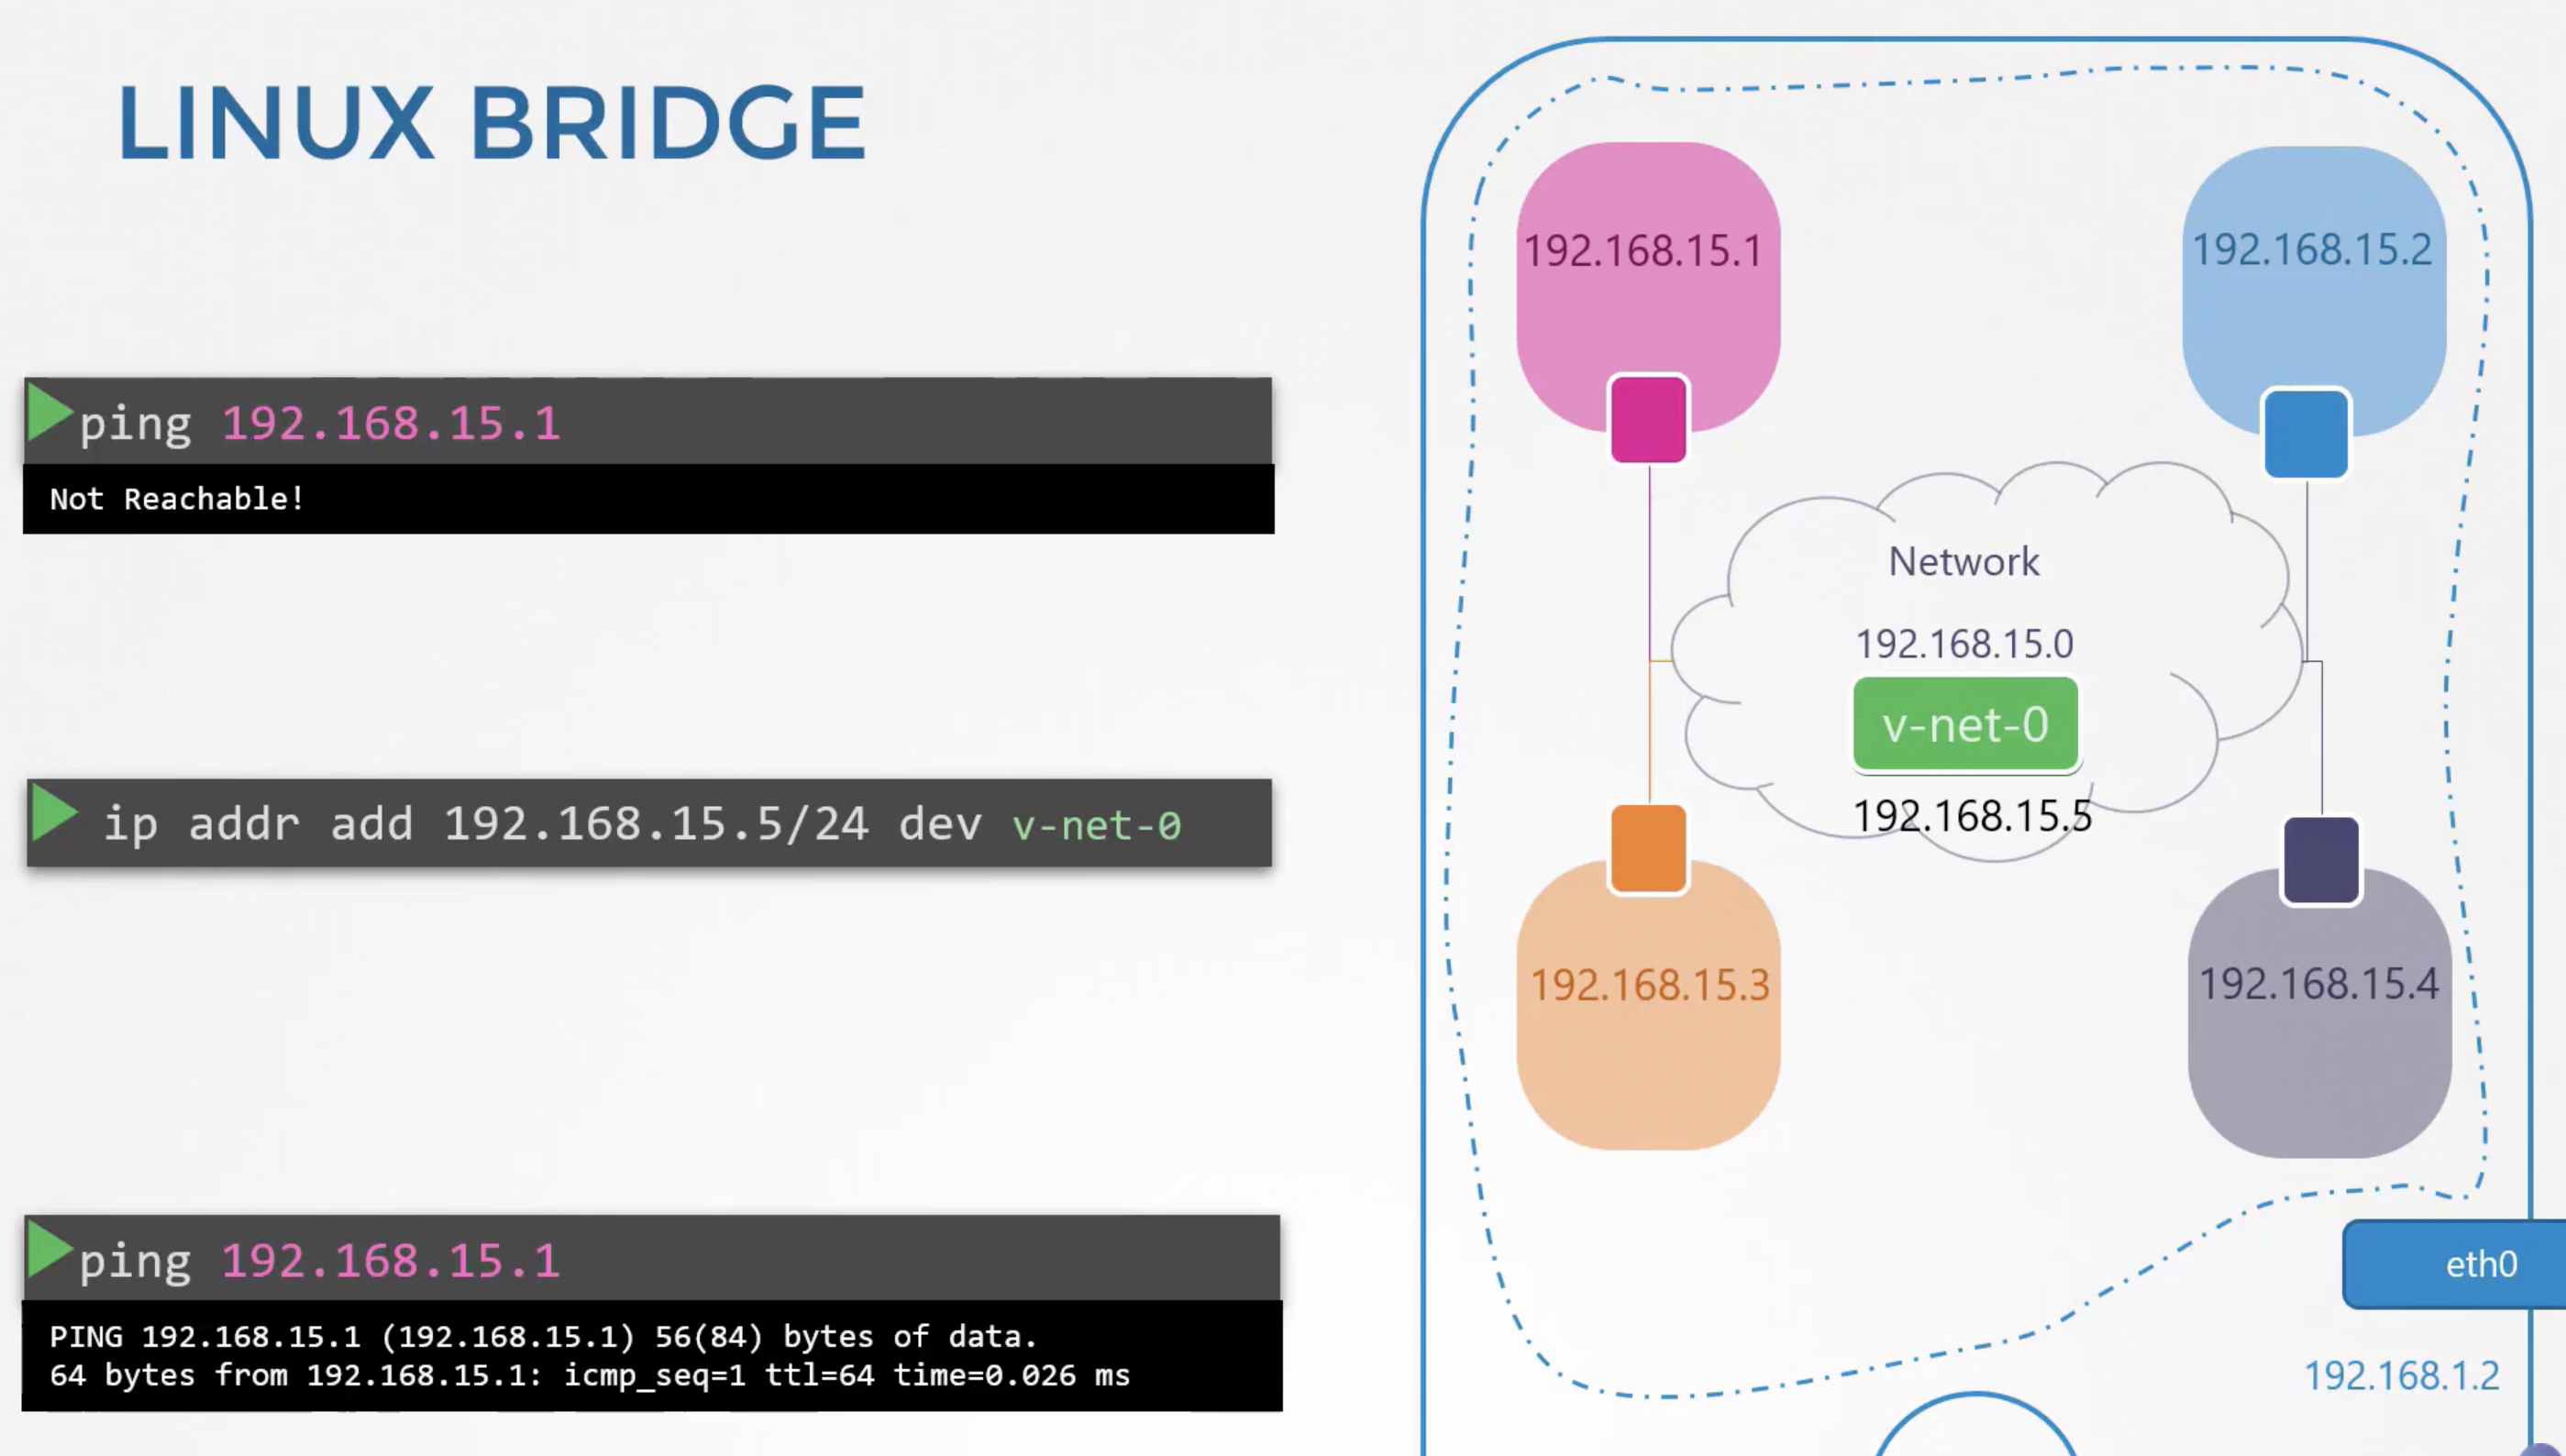 LINUX BRIDGE
ping 192.168.15.1
Not Reachable!
ip addr add 192.168.15.5/24 dev v-net-0
ping 192.168.15.1
PING 192.168.15.1 (192.168.15.1) 56(84) bytes of data.
64 bytes from 192.168.15.1: icmp_seq=1 ttl=64 time=0.026 ms
192.168.15.1
192.168.15.2
Network
192.168.15.0
v-net-0
192.168.15.5
192.168.15.3
192.168.15.4
eth0
192.168.1.2